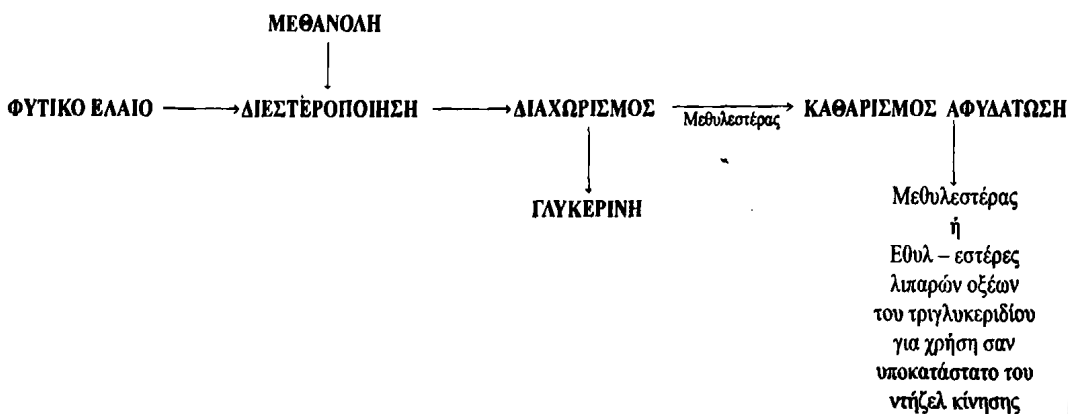 ΜΕΘΑΝΟΛΗ
ΦΥΤΙΚΟ ΕΛΑΙΟ ΔΙΕΣΤΕΡΟΠΟΙΗΣΗ ΔΙΑΧΩΡΙΣΜΟΣ Μεθυλεστέρας ΚΑΘΑΡΙΣΜΟΣ ΑΦΥΔΑΤΩΣΗ
ΓΛΥΚΕΡΙΝΗ
Μεθυλεστέρας
ή
Εθυλ – εστέρες
λιπαρών οξέων
του τριγλυκεριδίου
για χρήση σαν
υποκατάστατο του
ντήζελ κίνησης